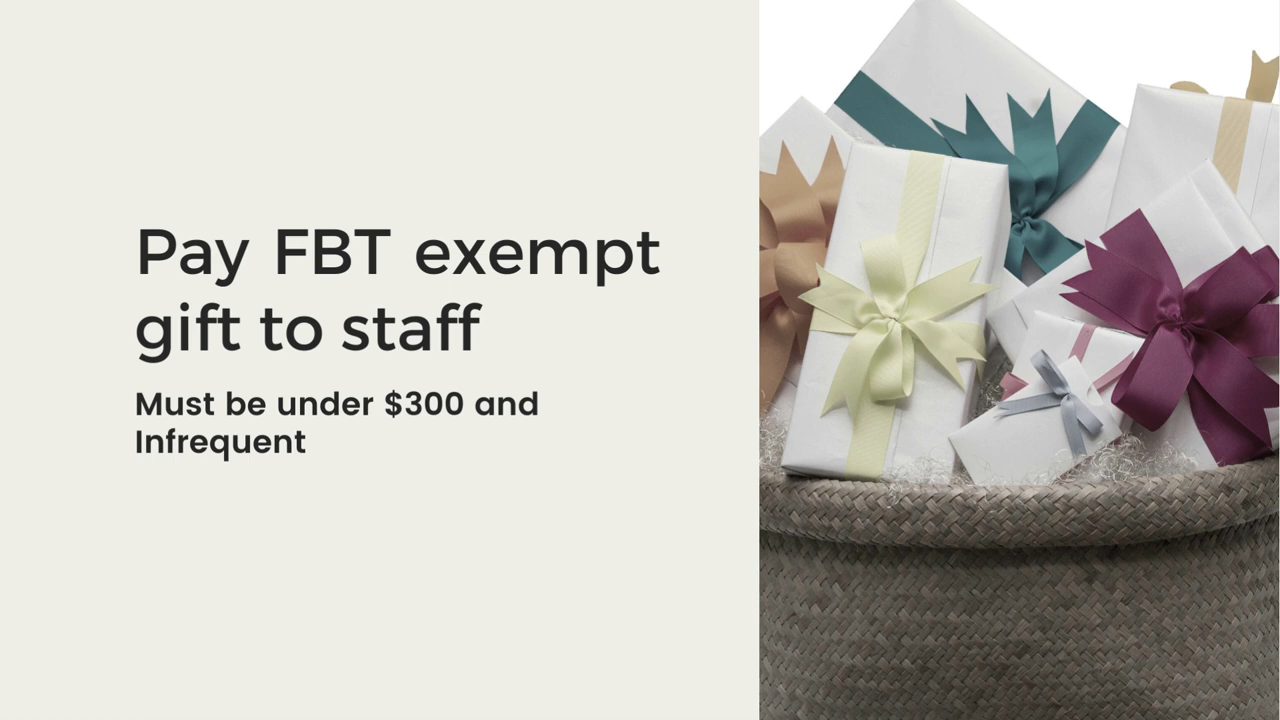 Pay FBT exempt
gift to staff
Must be under $300 and
Infrequent